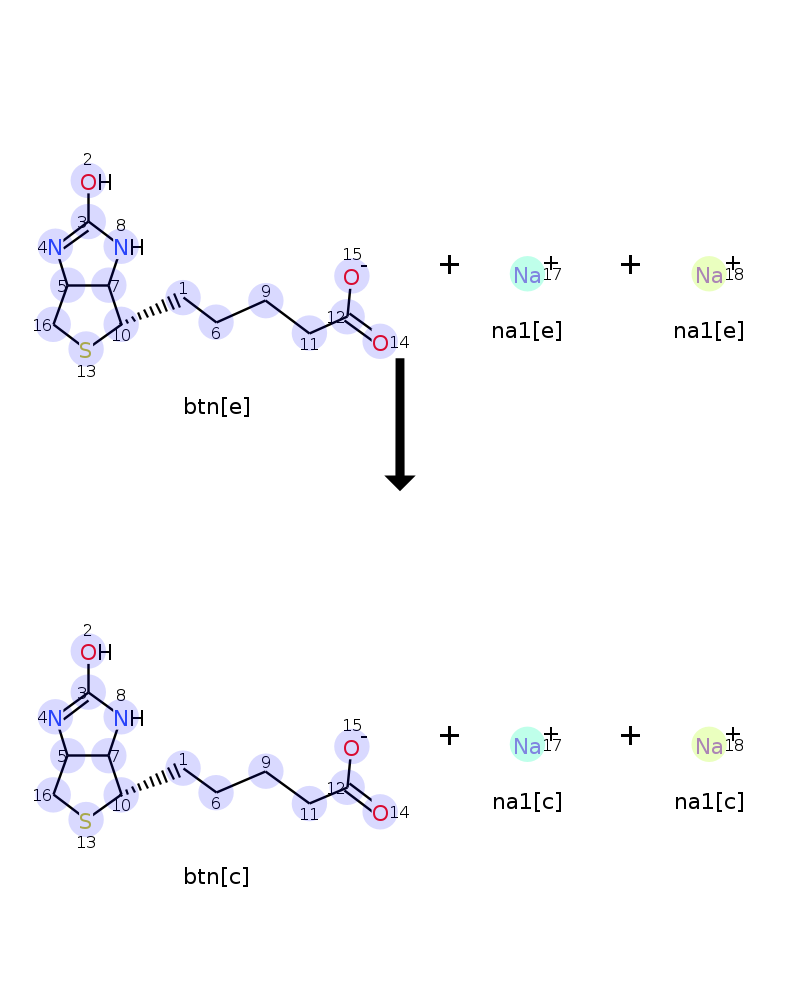 2
OH
3 8
4N NH
5 7
16 10
S
13
1
6
9
11
12
15
O-
O14
btn[e]
+
Na+17
na1[e]
+
Na+18
na1[e]
2
OH
3 8
4N NH
5 7
16 10
S
13
1
6
9
11
12
15
O-
O14
btn[c]
+
Na+17
na1[c]
+
Na+18
na1[c]